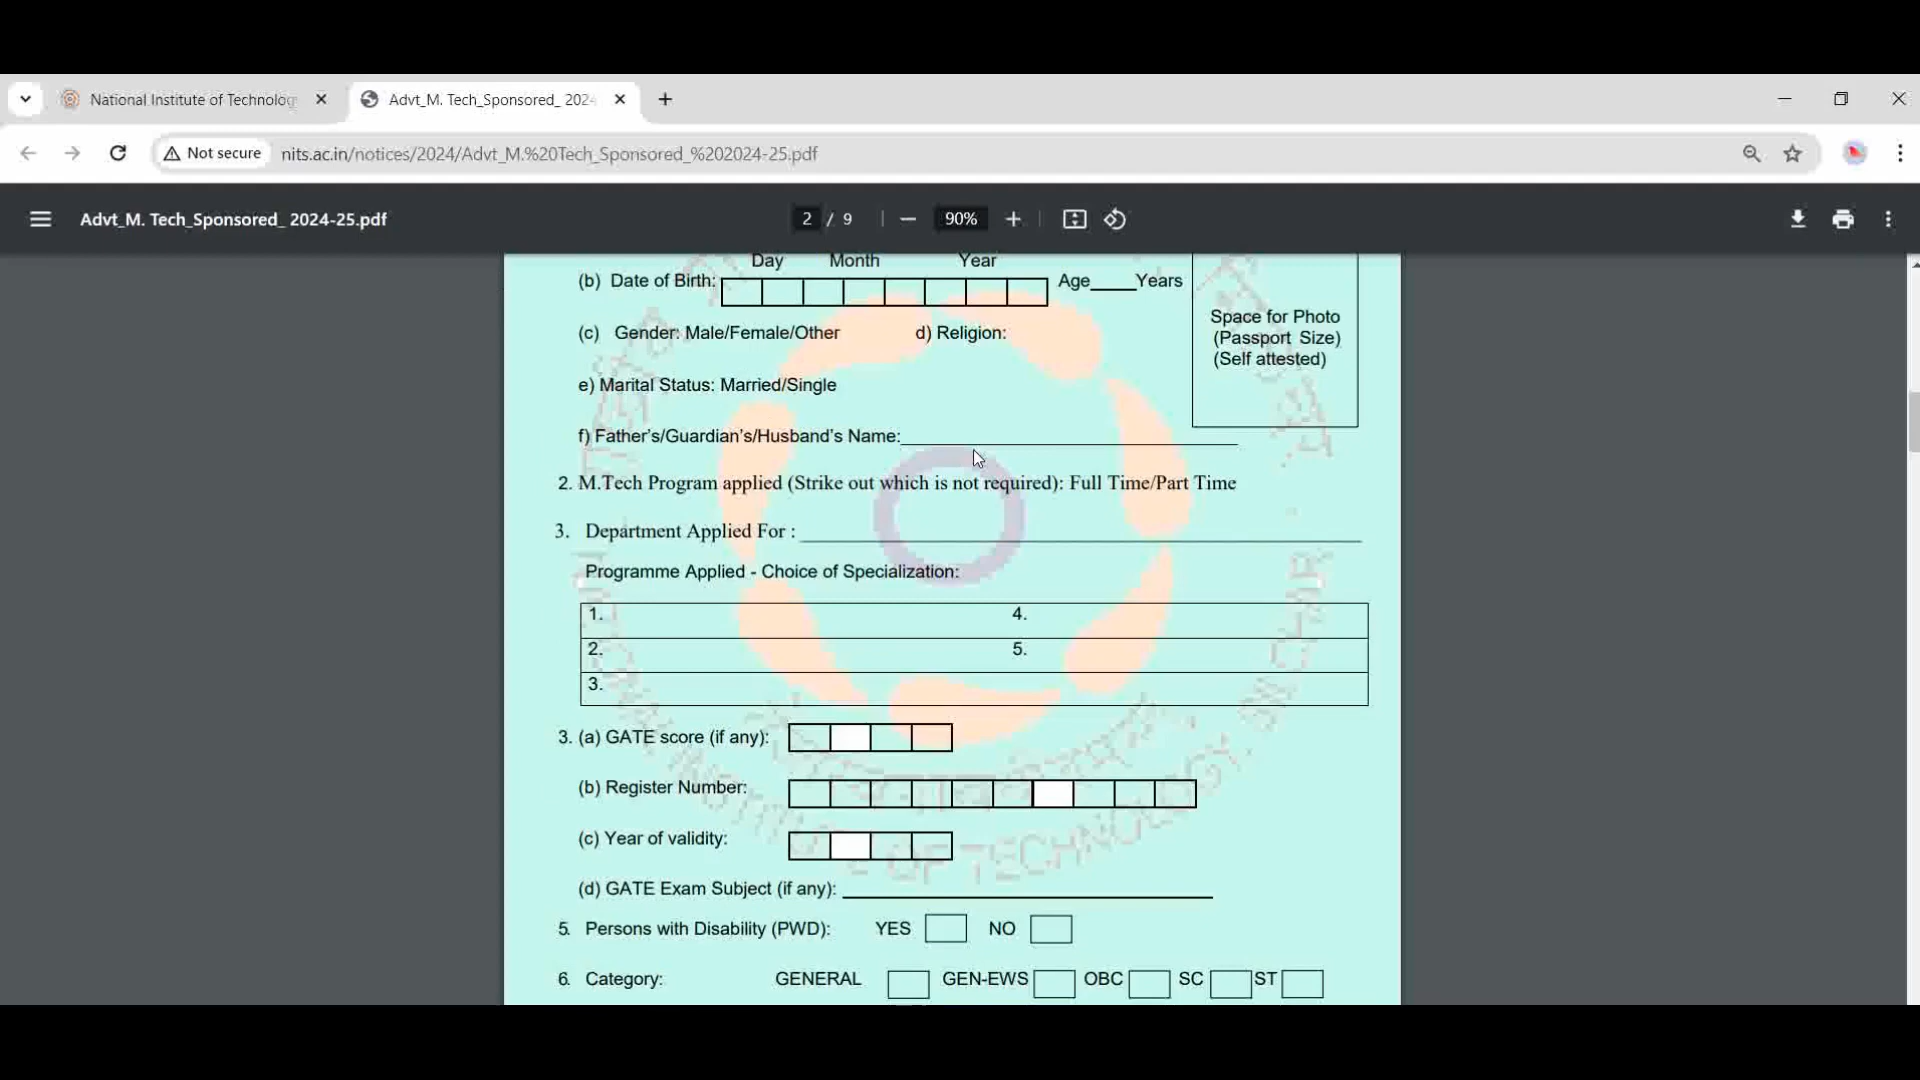 National Institute of Technolog
Advt_M. Tech_Sponsored_ 202
Not secure
nits.ac.in/notices/2024/Advt_M.%20Tech_Sponsored_%202024-25.pdf
Advt_M. Tech_Sponsored_ 2024-25.pdf
2 / 9
90%
Day Month Year
(b) Date of Birth: Age____Years
Space for Photo
(Passport Size)
(Self attested)
(c) Gender: Male/Female/Other d) Religion:
e) Marital Status: Married/Single
f) Father's/Guardian's/Husband's Name:
2. M.Tech Program applied (Strike out which is not required): Full Time/Part Time
3. Department Applied For :
Programme Applied - Choice of Specialization:
1. 4.
2. 5.
3.
3. (a) GATE score (if any):
(b) Register Number:
(c) Year of validity:
(d) GATE Exam Subject (if any):
5. Persons with Disability (PWD): YES NO
6. Category: GENERAL GEN-EWS OBC SC ST
OF TECHNOLOGY, SILCHAR